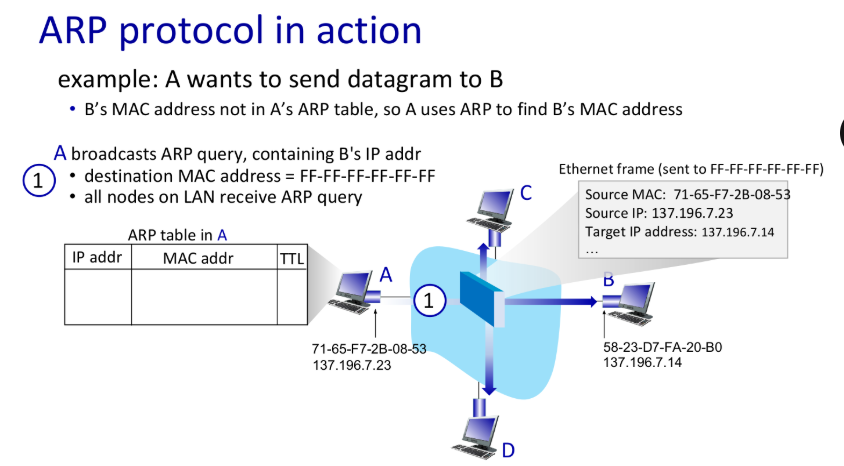 ARP protocol in action
example: A wants to send datagram to B
• B's MAC address not in A's ARP table, so A uses ARP to find B's MAC address
A broadcasts ARP query, containing B's IP addr
1
• destination MAC address = FF-FF-FF-FF-FF-FF
• all nodes on LAN receive ARP query
Ethernet frame (sent to FF-FF-FF-FF-FF-FF)
Source MAC: 71-65-F7-2B-08-53
Source IP: 137.196.7.23
Target IP address: 137.196.7.14
...
C
ARP table in A
IP addr MAC addr TTL
A
1
B
71-65-F7-2B-08-53
137.196.7.23
58-23-D7-FA-20-B0
137.196.7.14
D